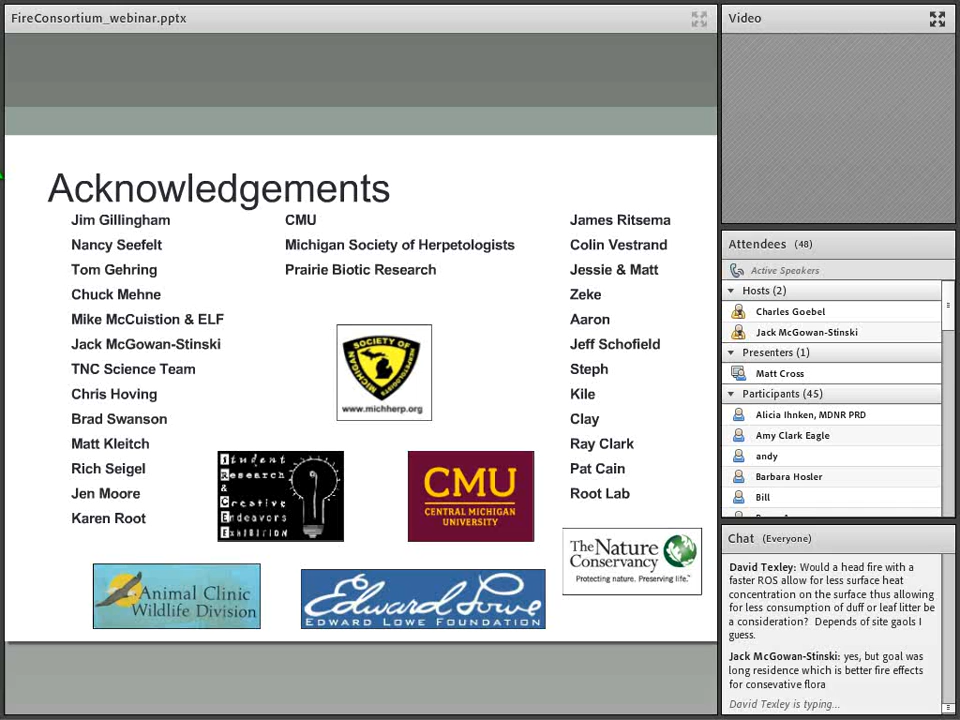 FireConsortium_webinar.pptx
Acknowledgements
Jim Gillingham
Nancy Seefelt
Tom Gehring
Chuck Mehne
Mike McCuistion & ELF
Jack McGowan-Stinski
TNC Science Team
Chris Hoving
Brad Swanson
Matt Kleitch
Rich Seigel
Jen Moore
Karen Root
CMU
Michigan Society of Herpetologists
Prairie Biotic Research
James Ritsema
Colin Vestrand
Jessie & Matt
Zeke
Aaron
Jeff Schofield
Steph
Kile
Clay
Ray Clark
Pat Cain
Root Lab
MICHIGAN SOCIETY OF HERPETOLOGISTS
www.michherp.org
Student
Research
&
Creative
Endeavors
Exhibition
CMU
CENTRAL MICHIGAN
UNIVERSITY
The Nature
Conservancy
Protecting nature. Preserving life.™
Animal Clinic
Wildlife Division
Edward Lowe
EDWARD LOWE FOUNDATION
Video
Attendees (48)
Active Speakers
Hosts (2)
Charles Goebel
Jack McGowan-Stinski
Presenters (1)
Matt Cross
Participants (45)
Alicia Ihnken, MDNR PRD
Amy Clark Eagle
andy
Barbara Hosler
Bill
Chat (Everyone)
David Texley: Would a head fire with a
faster ROS allow for less surface heat
concentration on the surface thus allowing
for less consumption of duff or leaf litter be
a consideration? Depends of site gaols I
guess.
Jack McGowan-Stinski: yes, but goal was
long residence which is better fire effects
for consevative flora
David Texley is typing...